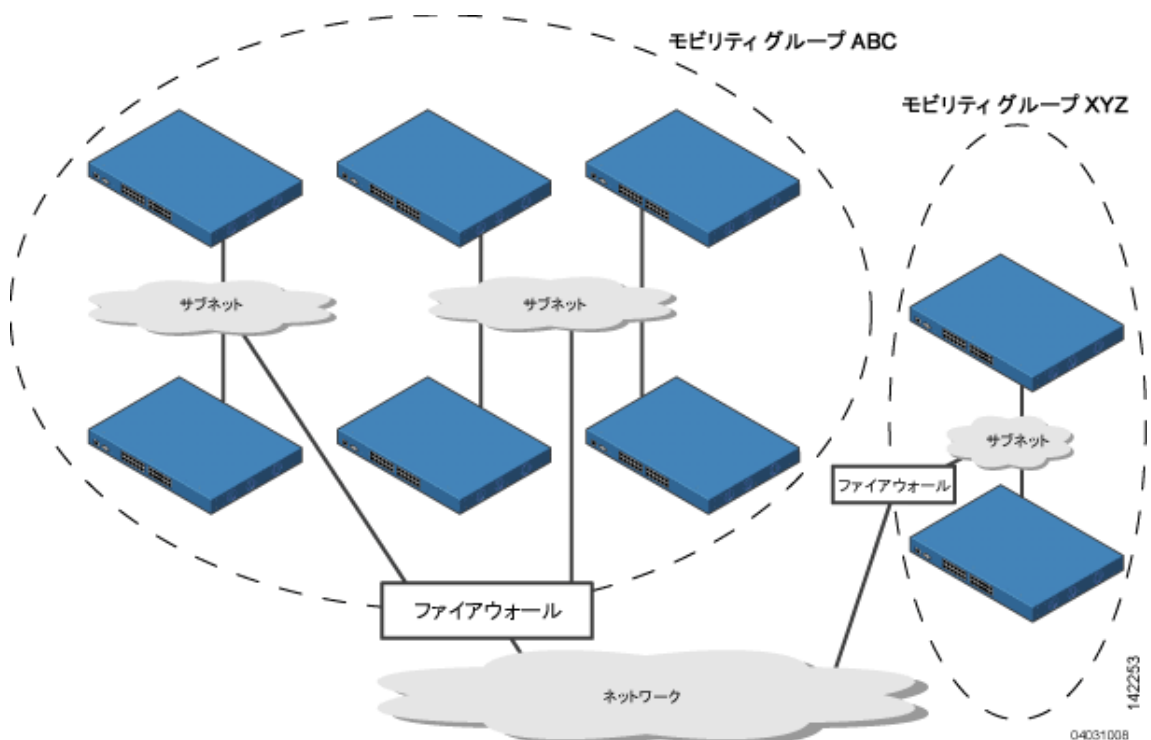 モビリティ グループ ABC
モビリティ グループ XYZ
サブネット
サブネット
サブネット
ファイアウォール
ファイアウォール
ネットワーク
142253
04031008